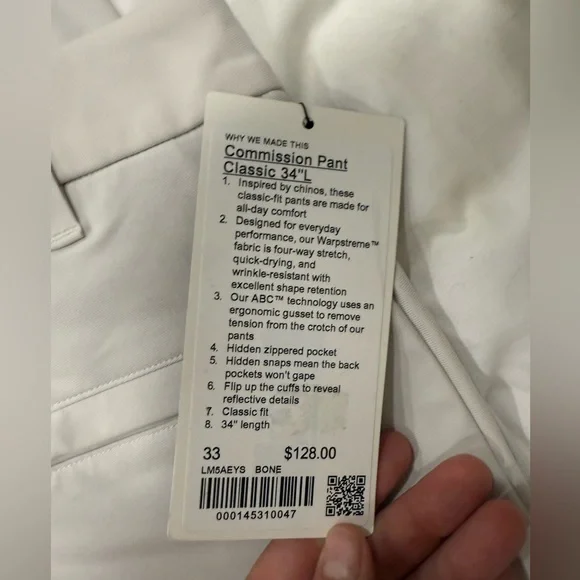 WHY WE MADE THIS
Commission Pant
Classic 34"L
1. Inspired by chinos, these
classic-fit pants are made for
all-day comfort
2. Designed for everyday
performance, our Warpstreme™
fabric is four-way stretch,
quick-drying, and
wrinkle-resistant with
excellent shape retention
3. Our ABC™ technology uses an
ergonomic gusset to remove
tension from the crotch of our
pants
4. Hidden zippered pocket
5. Hidden snaps mean the back
pockets won't gape
6. Flip up the cuffs to reveal
reflective details
7. Classic fit
8. 34" length
33 $128.00
LM5AEYS BONE
000145310047